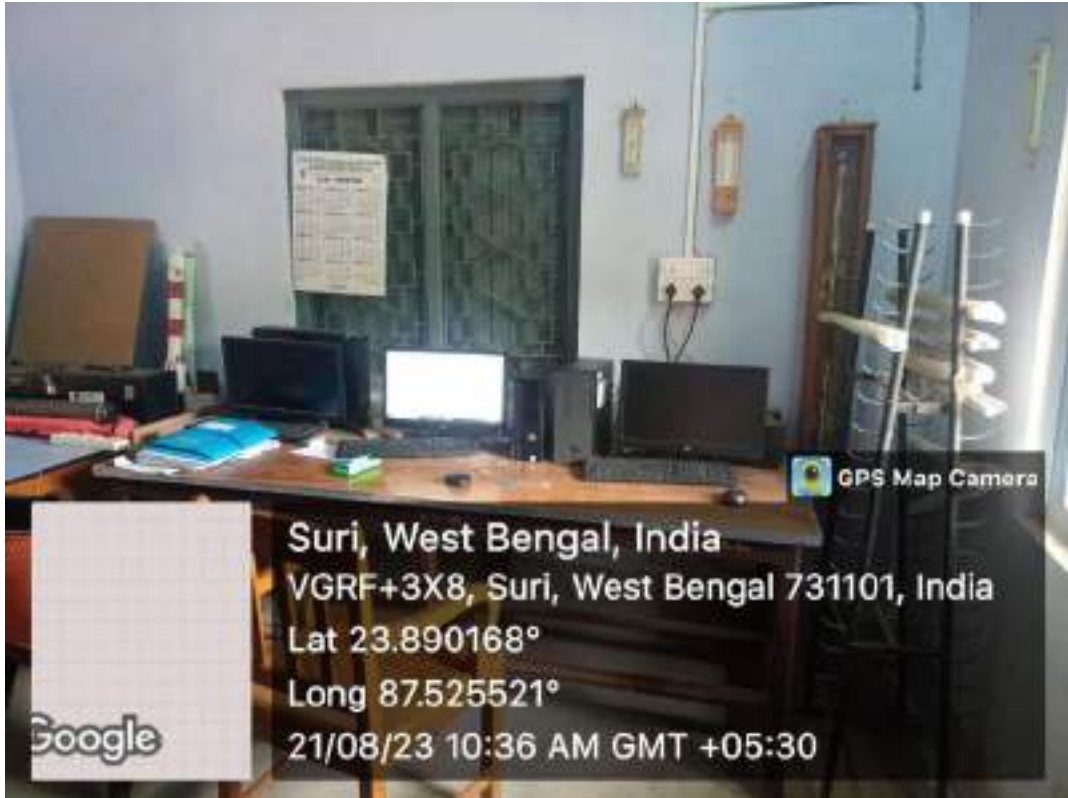 GPS Map Camera
Suri, West Bengal, India
VGRF+3X8, Suri, West Bengal 731101, India
Lat 23.890168°
Long 87.525521°
21/08/23 10:36 AM GMT +05:30
Google